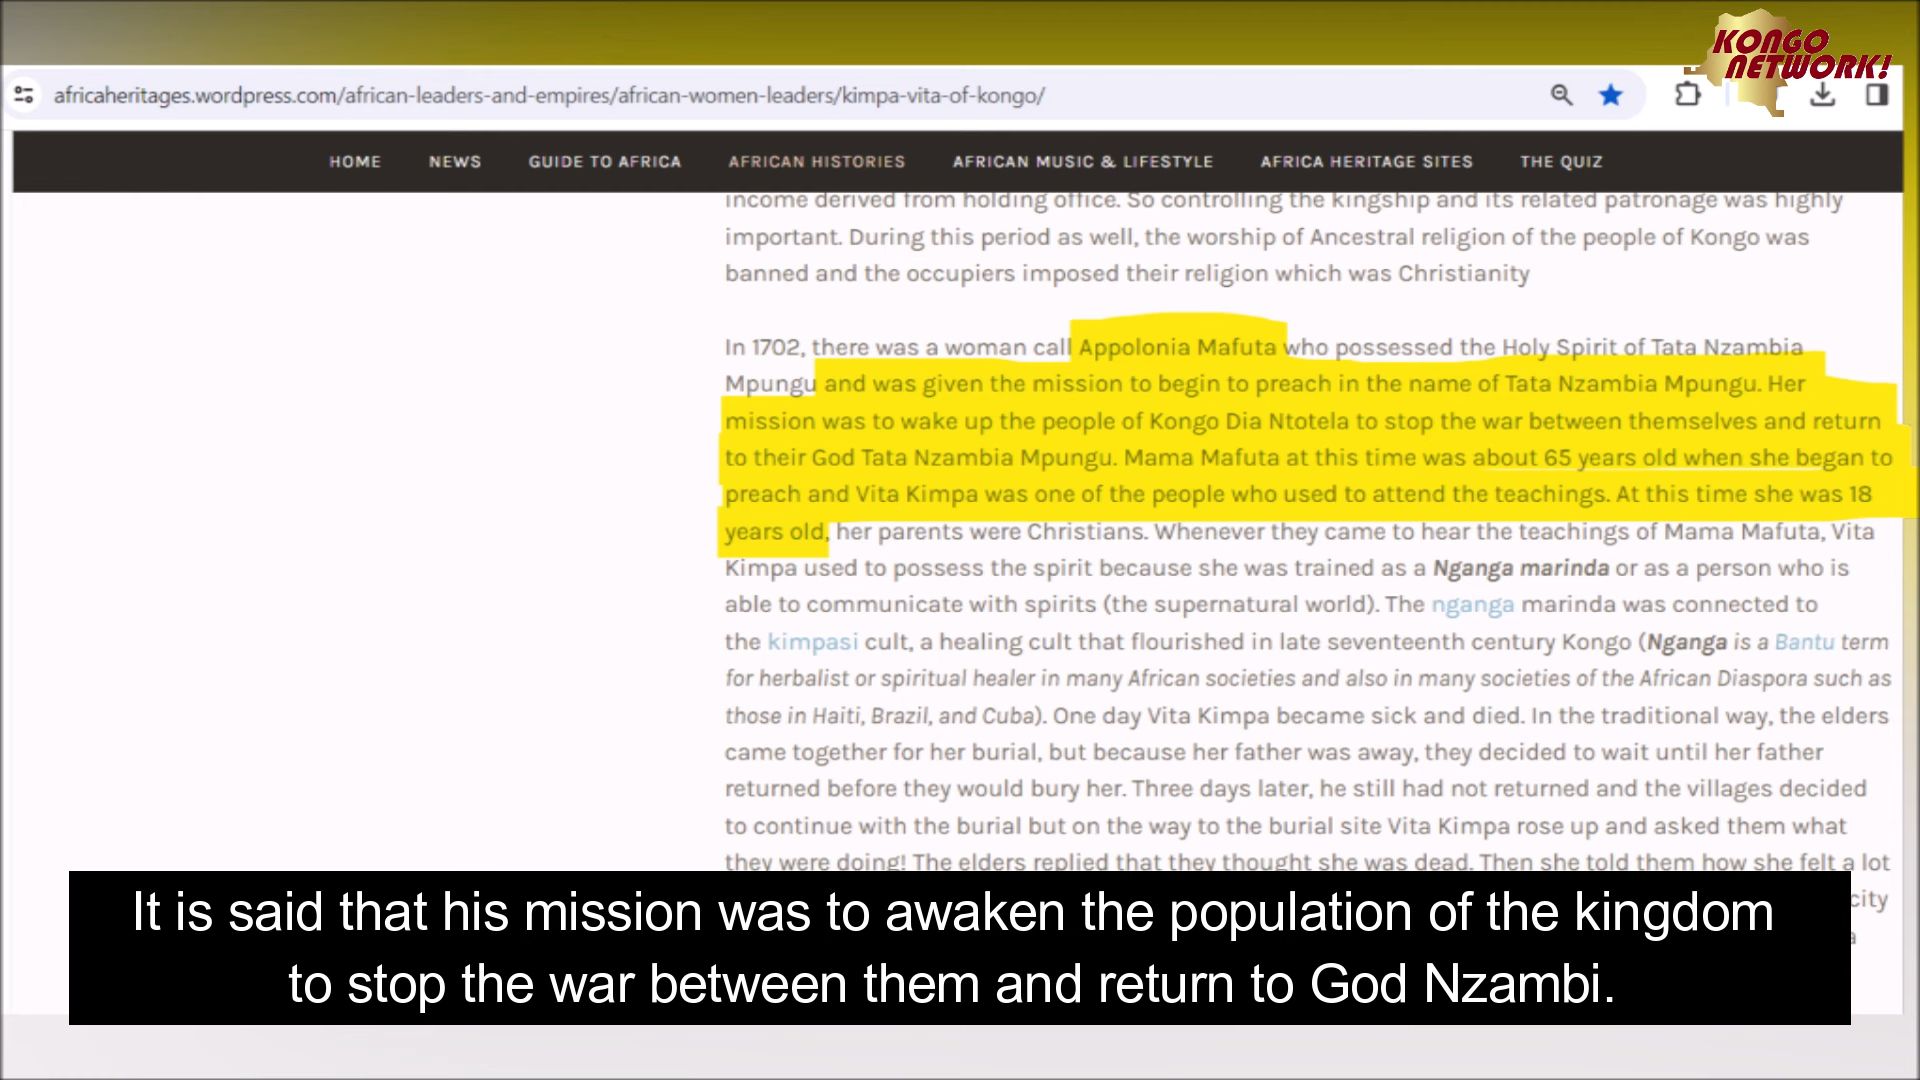 KONGO
NETWORK!
africaheritages.wordpress.com/african-leaders-and-empires/african-women-leaders/kimpa-vita-of-kongo/
HOME NEWS GUIDE TO AFRICA AFRICAN HISTORIES AFRICAN MUSIC & LIFESTYLE AFRICA HERITAGE SITES THE QUIZ
income derived from holding office. So controlling the kingship and its related patronage was highly
important. During this period as well, the worship of Ancestral religion of the people of Kongo was
banned and the occupiers imposed their religion which was Christianity
In 1702, there was a woman call Appolonia Mafuta who possessed the Holy Spirit of Tata Nzambia
Mpungu and was given the mission to begin to preach in the name of Tata Nzambia Mpungu. Her
mission was to wake up the people of Kongo Dia Ntotela to stop the war between themselves and return
to their God Tata Nzambia Mpungu. Mama Mafuta at this time was about 65 years old when she began to
preach and Vita Kimpa was one of the people who used to attend the teachings. At this time she was 18
years old, her parents were Christians. Whenever they came to hear the teachings of Mama Mafuta, Vita
Kimpa used to possess the spirit because she was trained as a Nganga marinda or as a person who is
able to communicate with spirits (the supernatural world). The nganga marinda was connected to
the kimpasi cult, a healing cult that flourished in late seventeenth century Kongo (Nganga is a Bantu term
for herbalist or spiritual healer in many African societies and also in many societies of the African Diaspora such as
those in Haiti, Brazil, and Cuba). One day Vita Kimpa became sick and died. In the traditional way, the elders
came together for her burial, but because her father was away, they decided to wait until her father
returned before they would bury her. Three days later, he still had not returned and the villages decided
to continue with the burial but on the way to the burial site Vita Kimpa rose up and asked them what
they were doing! The elders replied that they thought she was dead. Then she told them how she felt a lot
city
It is said that his mission was to awaken the population of the kingdom
to stop the war between them and return to God Nzambi.